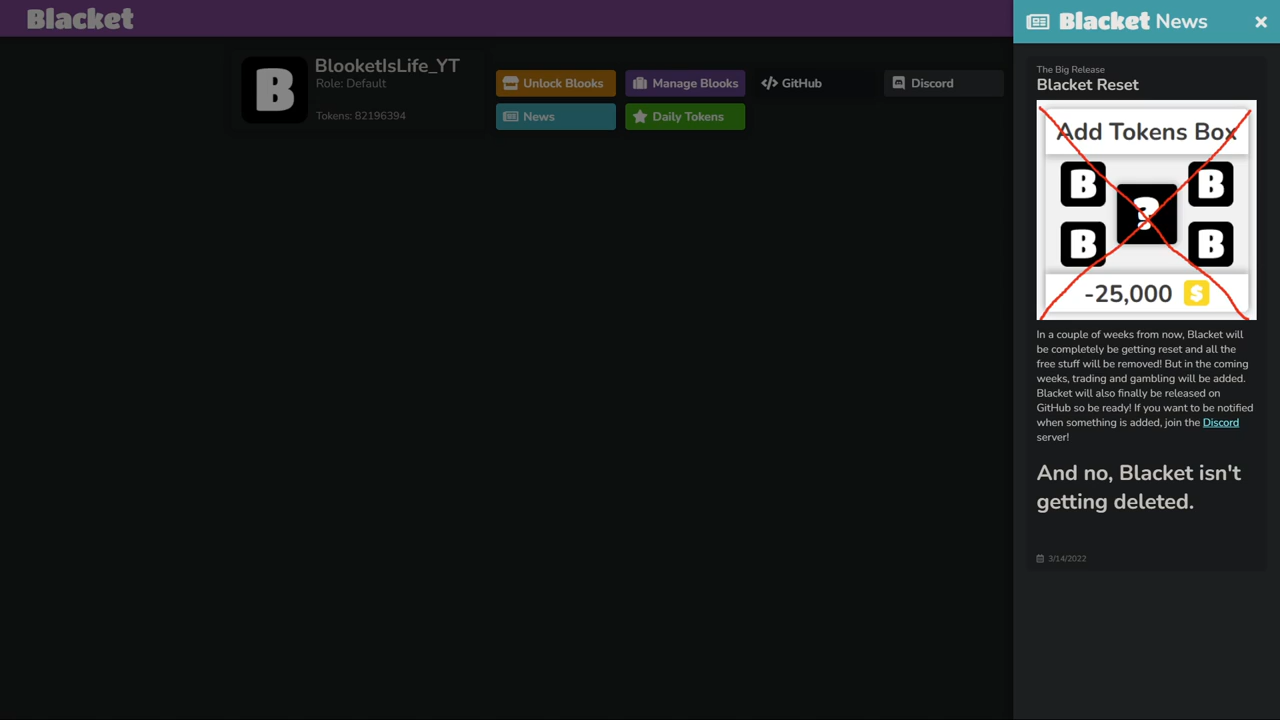 Blacket
BlooketIsLife_YT
Role: Default
Tokens: 82196394
Unlock Blooks
Manage Blooks
GitHub
Discord
News
Daily Tokens
Blacket News
The Big Release
Blacket Reset
Add Tokens Box
B
B
B
?
B
B
-25,000
In a couple of weeks from now, Blacket will
be completely be getting reset and all the
free stuff will be removed! But in the coming
weeks, trading and gambling will be added.
Blacket will also finally be released on
GitHub so be ready! If you want to be notified
when something is added, join the Discord
server!
And no, Blacket isn't
getting deleted.
3/14/2022